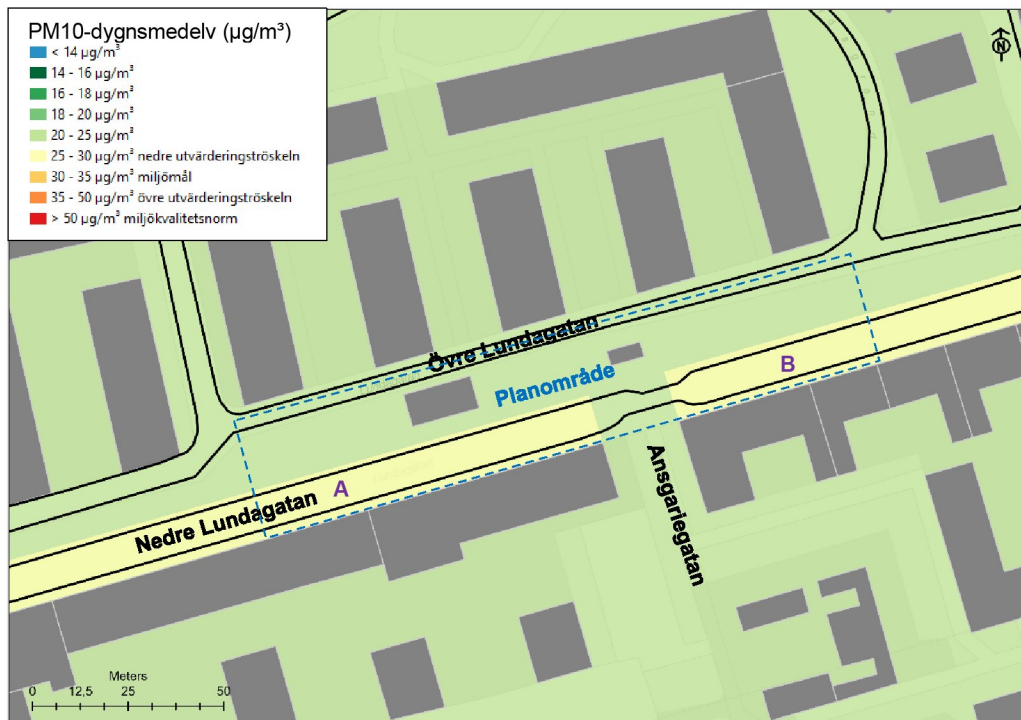 PM10-dygnsmedelv (µg/m³)
< 14 µg/m³
14 - 16 µg/m³
16 - 18 µg/m³
18 - 20 µg/m³
20 - 25 µg/m³
25 - 30 µg/m³ nedre utvärderingströskeln
30 - 35 µg/m³ miljömål
35 - 50 µg/m³ övre utvärderingströskeln
> 50 µg/m³ miljökvalitetsnorm
N
Övre Lundagatan
Planområde
B
A
Nedre Lundagatan
Ansgariegatan
Meters
0 12,5 25 50